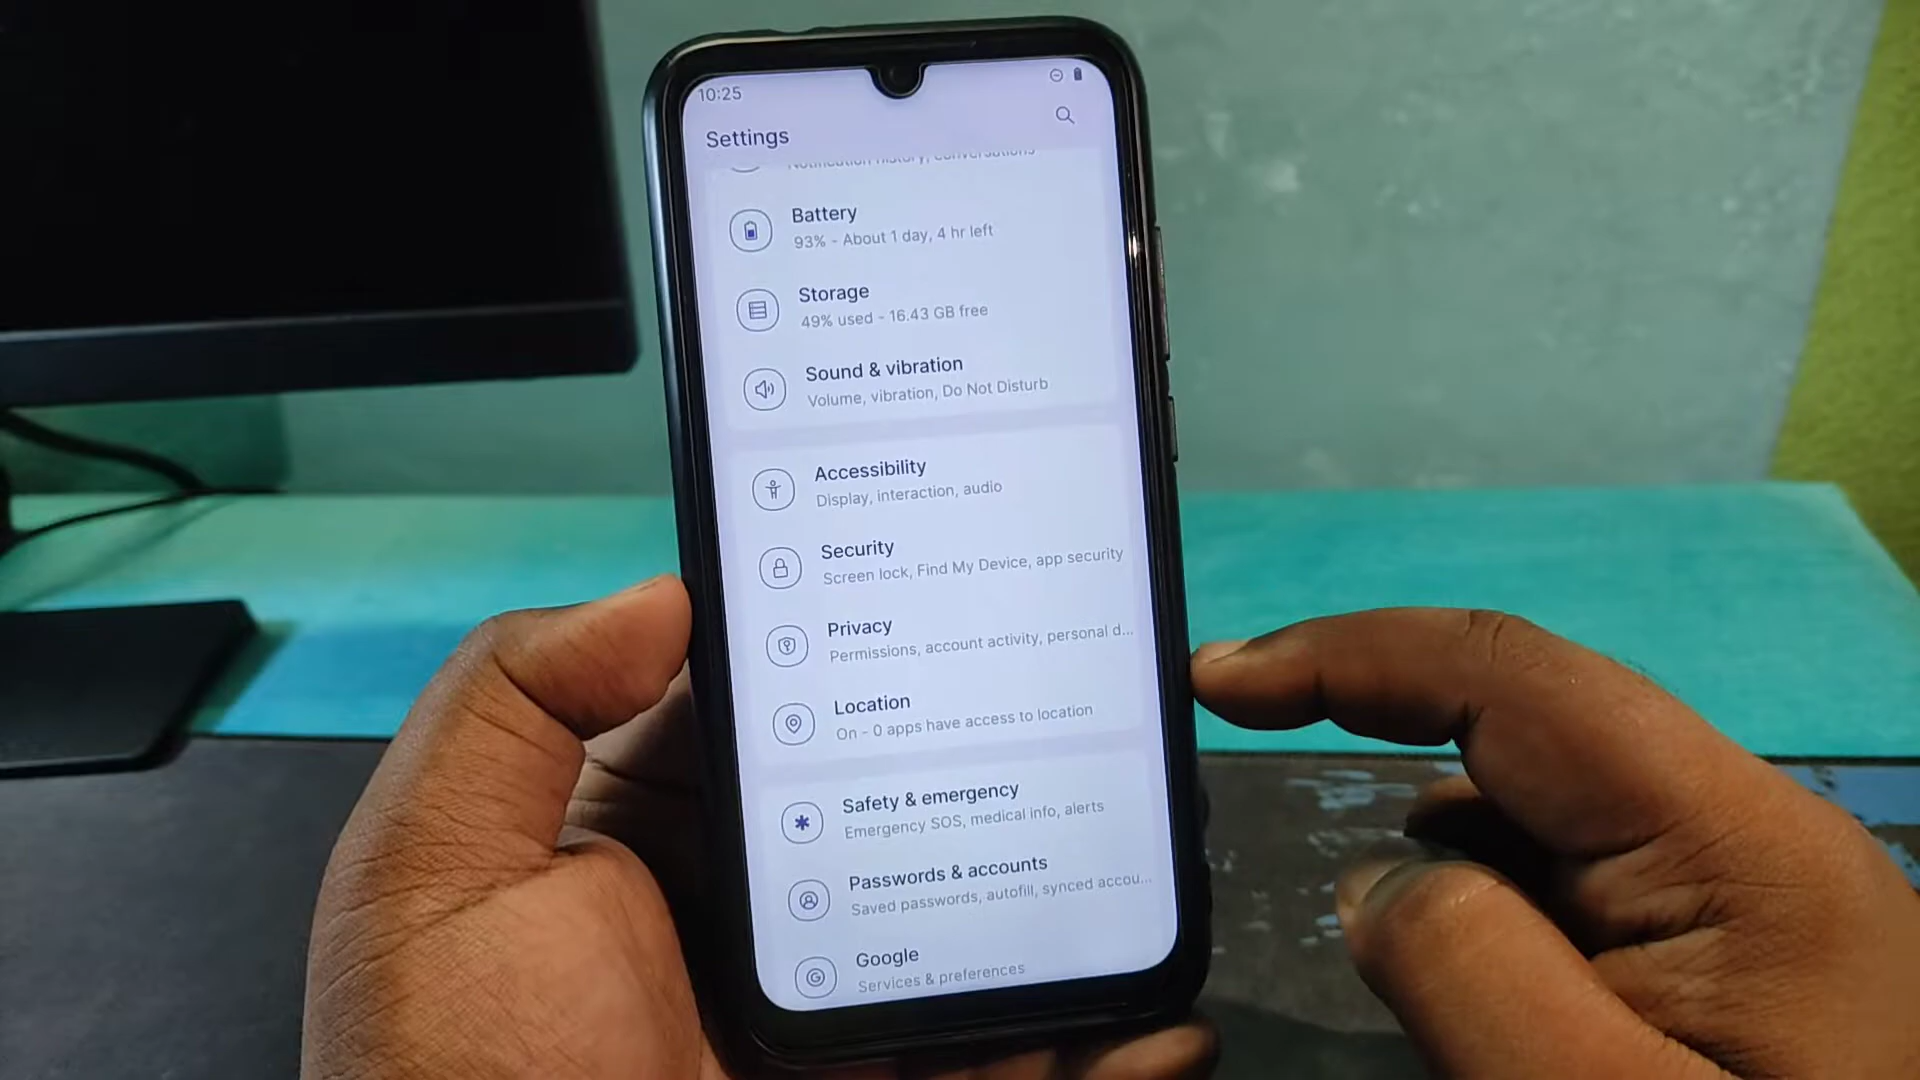 10:25
Settings
Notification history, conversations
Battery
93% - About 1 day, 4 hr left
Storage
49% used - 16.43 GB free
Sound & vibration
Volume, vibration, Do Not Disturb
Accessibility
Display, interaction, audio
Security
Screen lock, Find My Device, app security
Privacy
Permissions, account activity, personal d...
Location
On - 0 apps have access to location
Safety & emergency
Emergency SOS, medical info, alerts
Passwords & accounts
Saved passwords, autofill, synced accou...
Google
Services & preferences